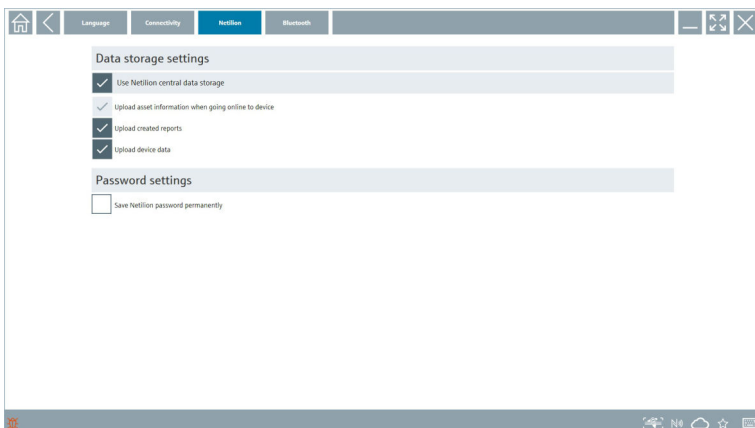 Language Connectivity Netilion Bluetooth
Data storage settings
Use Netilion central data storage
Upload asset information when going online to device
Upload created reports
Upload device data
Password settings
Save Netilion password permanently